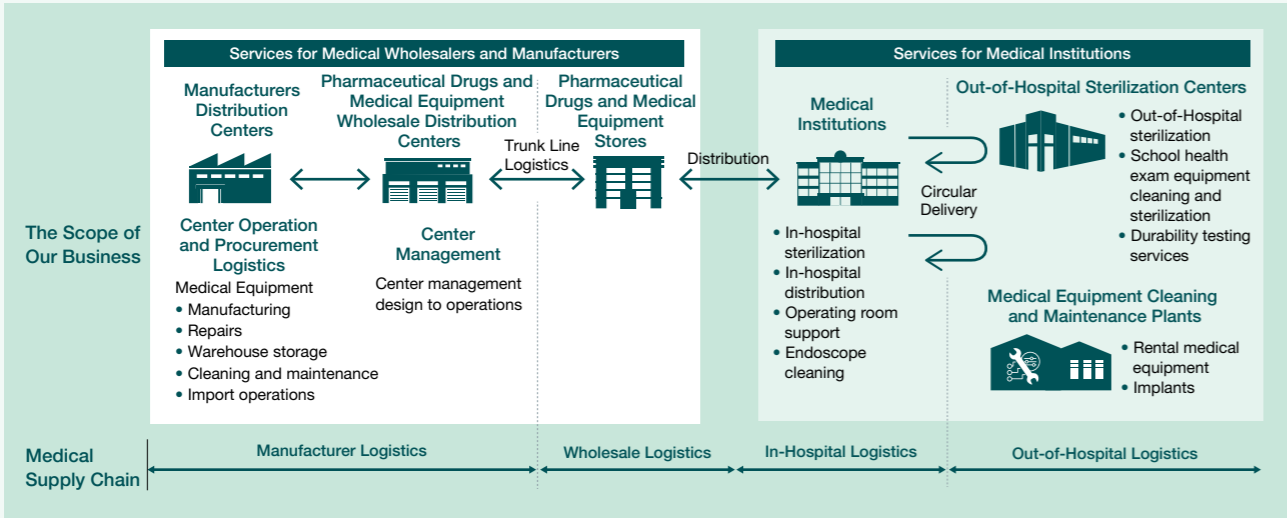 Services for Medical Wholesalers and Manufacturers
Manufacturers
Distribution
Centers
Pharmaceutical Drugs and
Medical Equipment
Wholesale Distribution
Centers
Trunk Line
Logistics
Pharmaceutical
Drugs and Medical
Equipment
Stores
Distribution
The Scope of
Our Business
Center Operation
and Procurement
Logistics
Medical Equipment
• Manufacturing
• Repairs
• Warehouse storage
• Cleaning and maintenance
• Import operations
Center
Management
Center management
design to operations
Services for Medical Institutions
Medical
Institutions
• In-hospital
sterilization
• In-hospital
distribution
• Operating room
support
• Endoscope
cleaning
Circular
Delivery
Out-of-Hospital Sterilization Centers
• Out-of-Hospital
sterilization
• School health
exam equipment
cleaning and
sterilization
• Durability testing
services
Medical Equipment Cleaning
and Maintenance Plants
• Rental medical
equipment
• Implants
Medical
Supply Chain
Manufacturer Logistics
Wholesale Logistics
In-Hospital Logistics
Out-of-Hospital Logistics